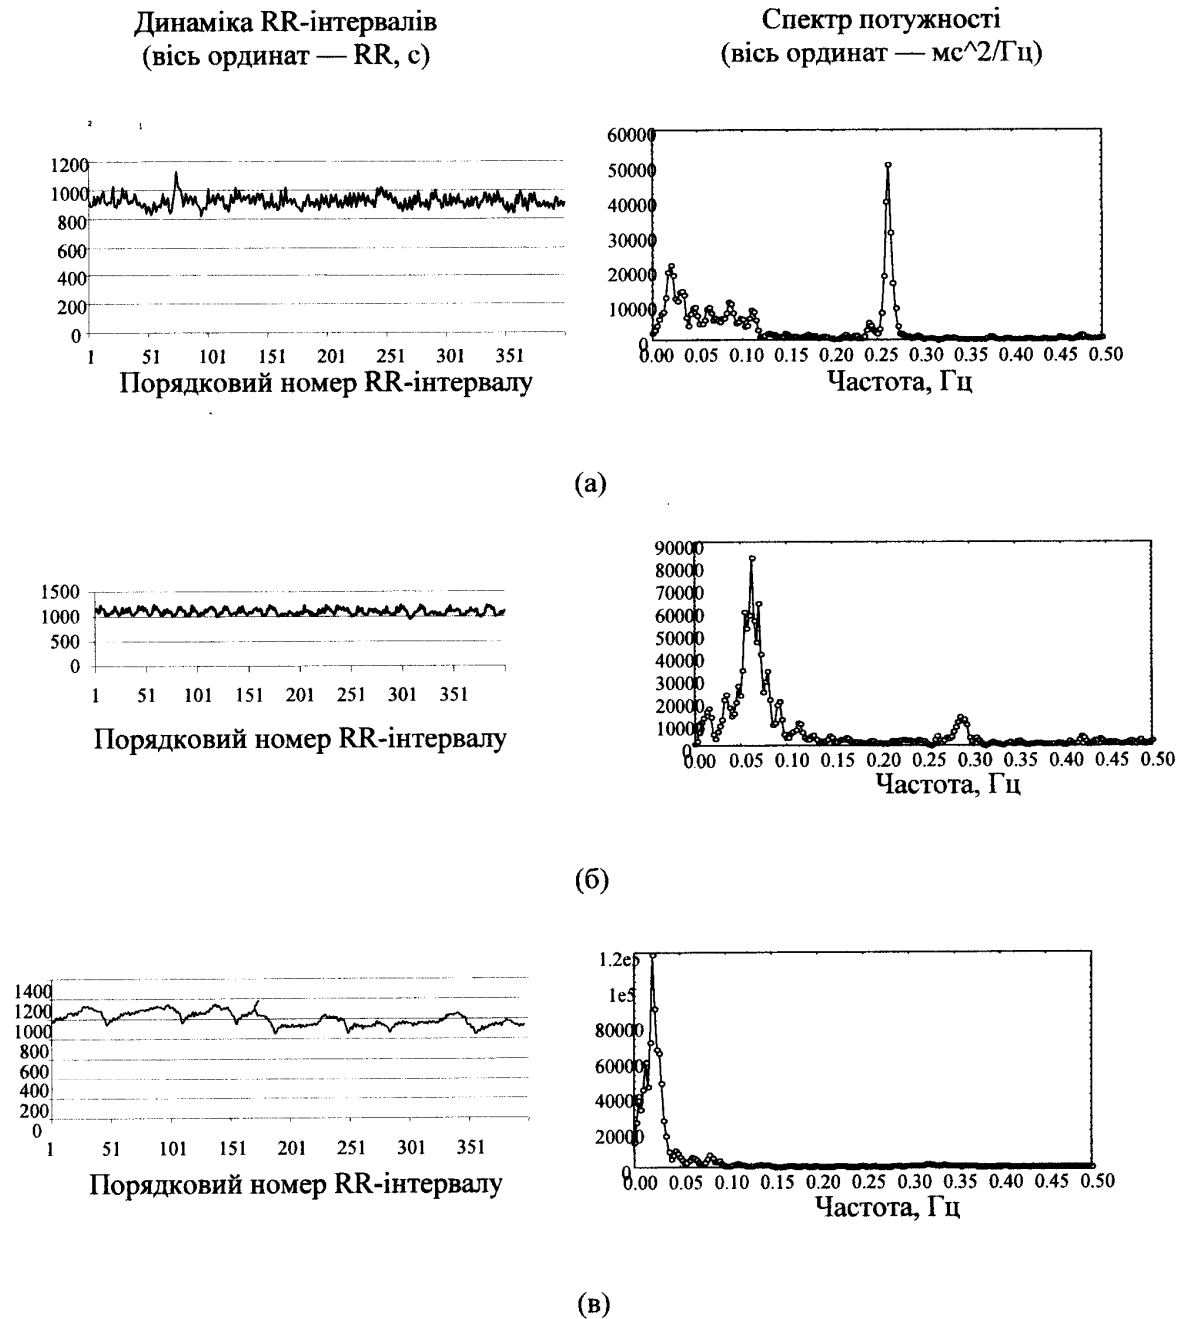 Динаміка RR-інтервалів
(вісь ординат — RR, с)
Спектр потужності
(вісь ординат — мс^2/Гц)
2 1
1200
1000
800
600
400
200
0
1 51 101 151 201 251 301 351
Порядковий номер RR-інтервалу
60000
50000
40000
30000
20000
10000
0
0.00 0.05 0.10 0.15 0.20 0.25 0.30 0.35 0.40 0.45 0.50
Частота, Гц
(а)
1500
1000
500
0
1 51 101 151 201 251 301 351
Порядковий номер RR-інтервалу
90000
80000
70000
60000
50000
40000
30000
20000
10000
0
0.00 0.05 0.10 0.15 0.20 0.25 0.30 0.35 0.40 0.45 0.50
Частота, Гц
(б)
1400
1200
1000
800
600
400
200
0
1 51 101 151 201 251 301 351
Порядковий номер RR-інтервалу
1.2e5
1e5
80000
60000
40000
20000
0
0.00 0.05 0.10 0.15 0.20 0.25 0.30 0.35 0.40 0.45 0.50
Частота, Гц
(в)